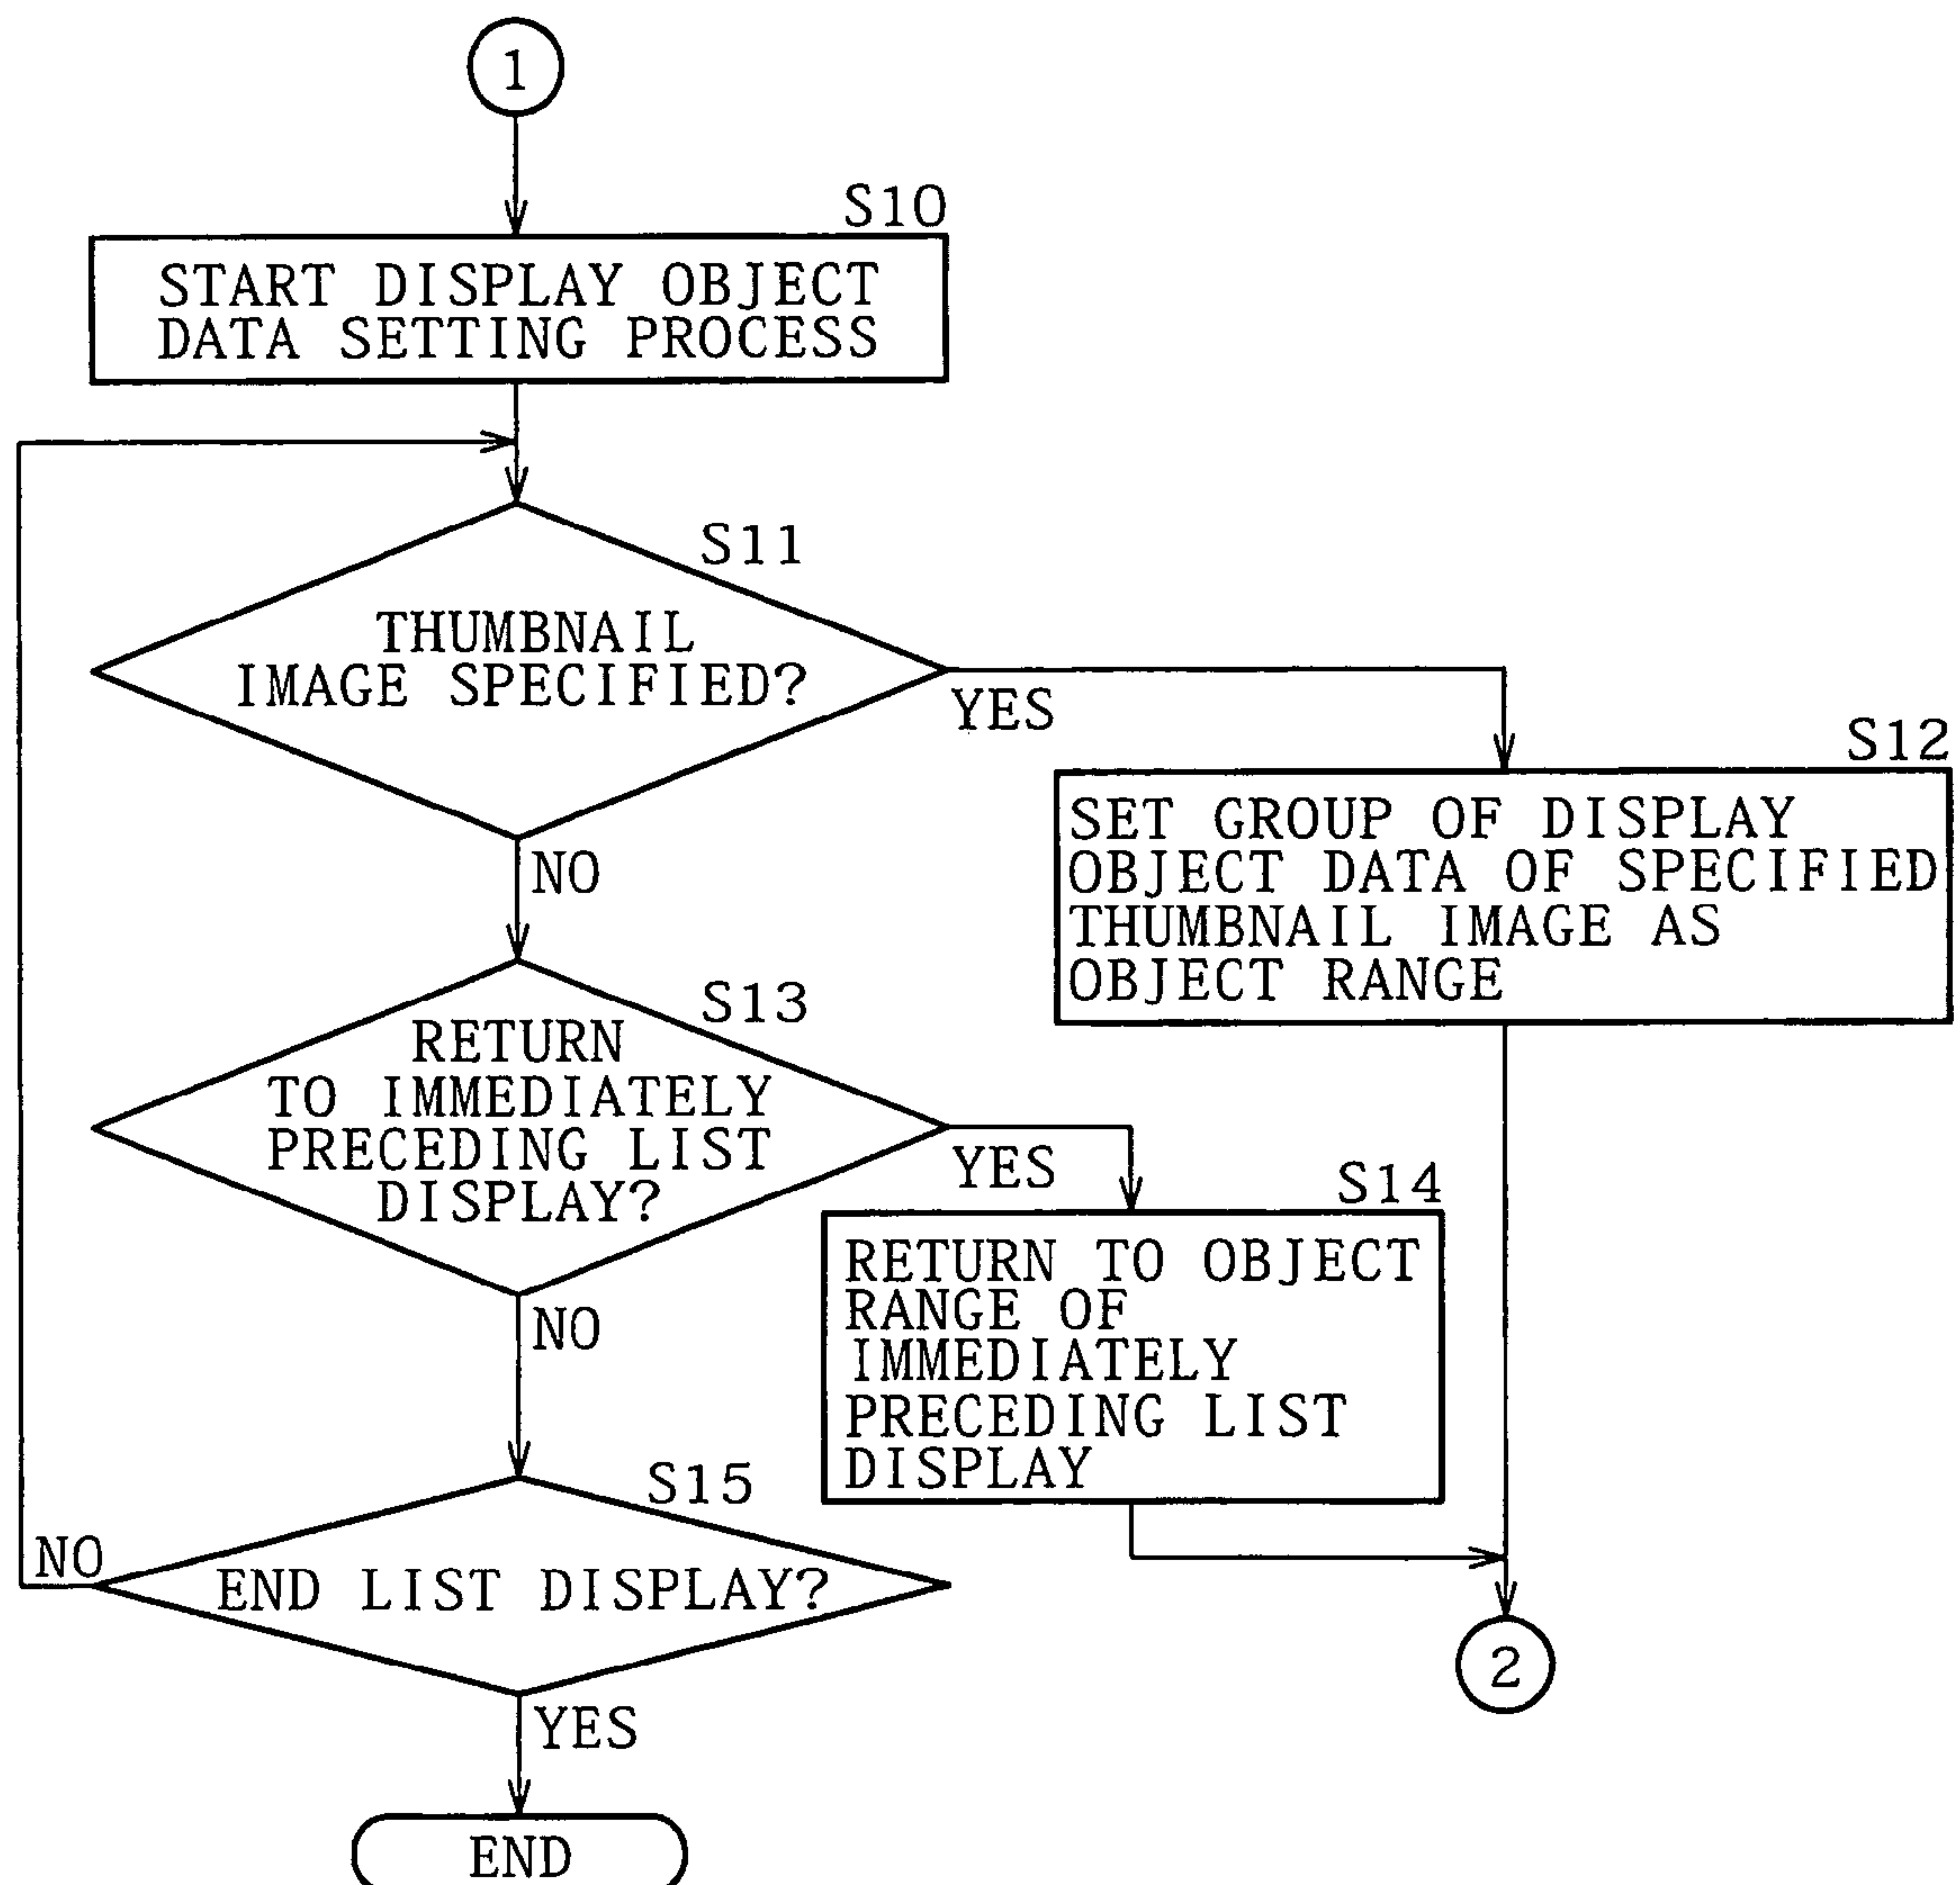 1
S10
START DISPLAY OBJECT
DATA SETTING PROCESS
S11
THUMBNAIL
IMAGE SPECIFIED?
YES
NO
S12
SET GROUP OF DISPLAY
OBJECT DATA OF SPECIFIED
THUMBNAIL IMAGE AS
OBJECT RANGE
S13
RETURN
TO IMMEDIATELY
PRECEDING LIST
DISPLAY?
YES
NO
S14
RETURN TO OBJECT
RANGE OF
IMMEDIATELY
PRECEDING LIST
DISPLAY
S15
END LIST DISPLAY?
NO
YES
2
END